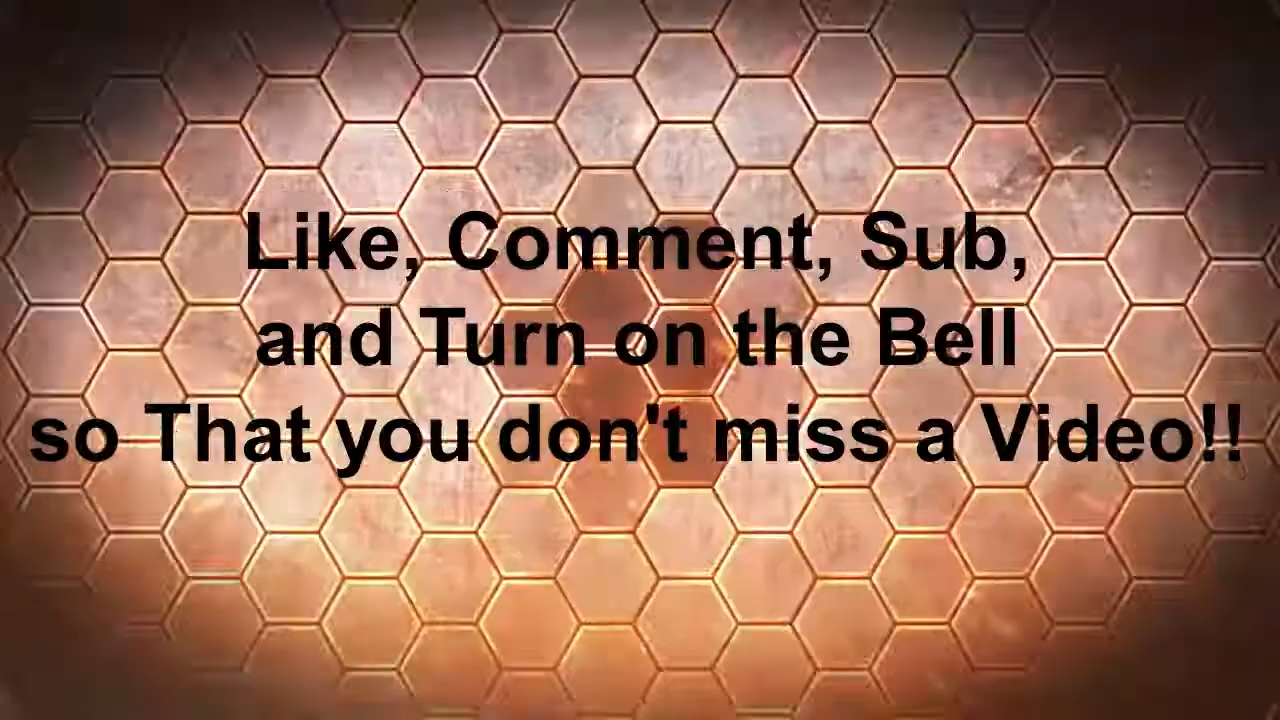 Like, Comment, Sub,
and Turn on the Bell
so That you don't miss a Video!!